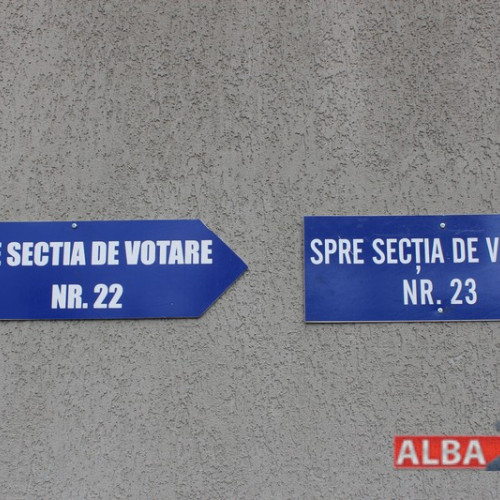 E SECTIA DE VOTARE
NR. 22
SPRE SECȚIA DE V
NR. 23
ALBA